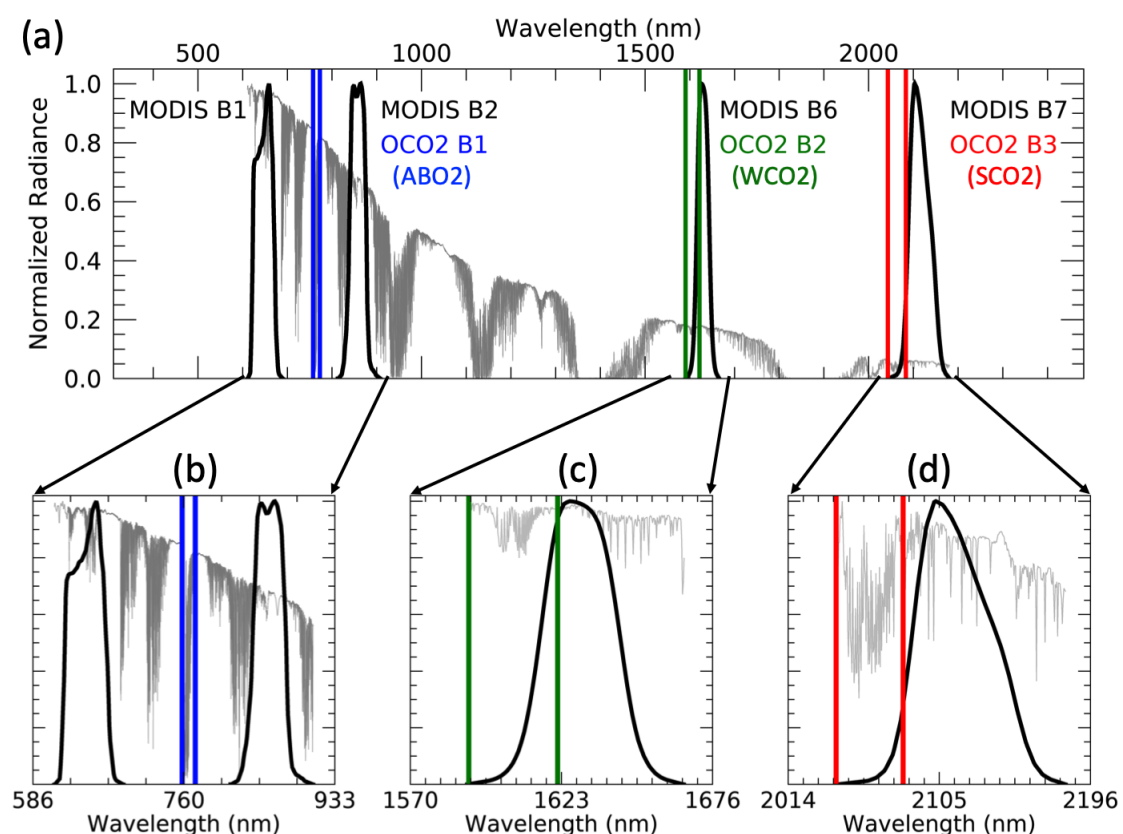 (a)
Wavelength (nm)
500 1000 1500 2000
Normalized Radiance
1.0
0.8
0.6
0.4
0.2
0.0
MODIS B1
MODIS B2
OCO2 B1
(ABO2)
MODIS B6
OCO2 B2
(WCO2)
MODIS B7
OCO2 B3
(SCO2)
(b)
(c)
(d)
586 760 933
Wavelength (nm)
1570 1623 1676
Wavelength (nm)
2014 2105 2196
Wavelength (nm)